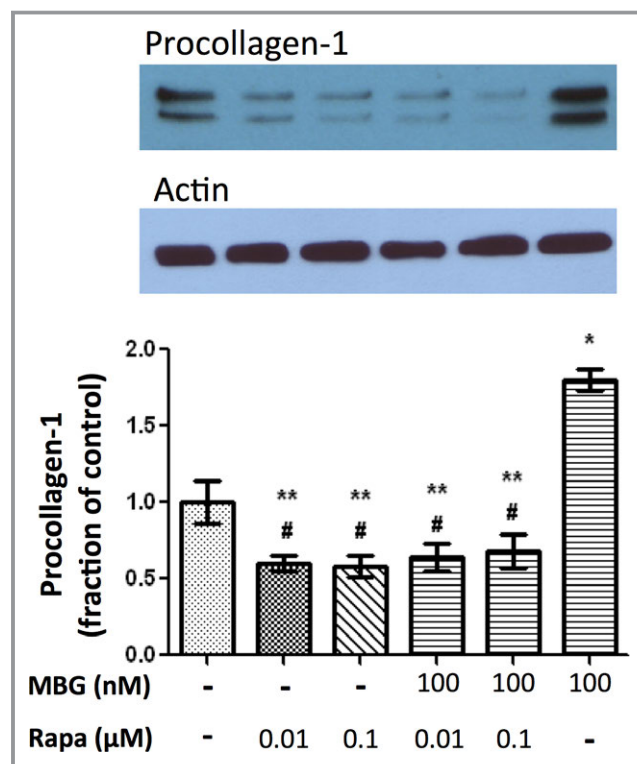 Procollagen-1
Actin
Procollagen-1
(fraction of control)
2.0
*
1.5
** ** ** **
1.0
# # # #
0.5
0.0
MBG (nM) - - - 100 100 100
Rapa (µM) - 0.01 0.1 0.01 0.1 -